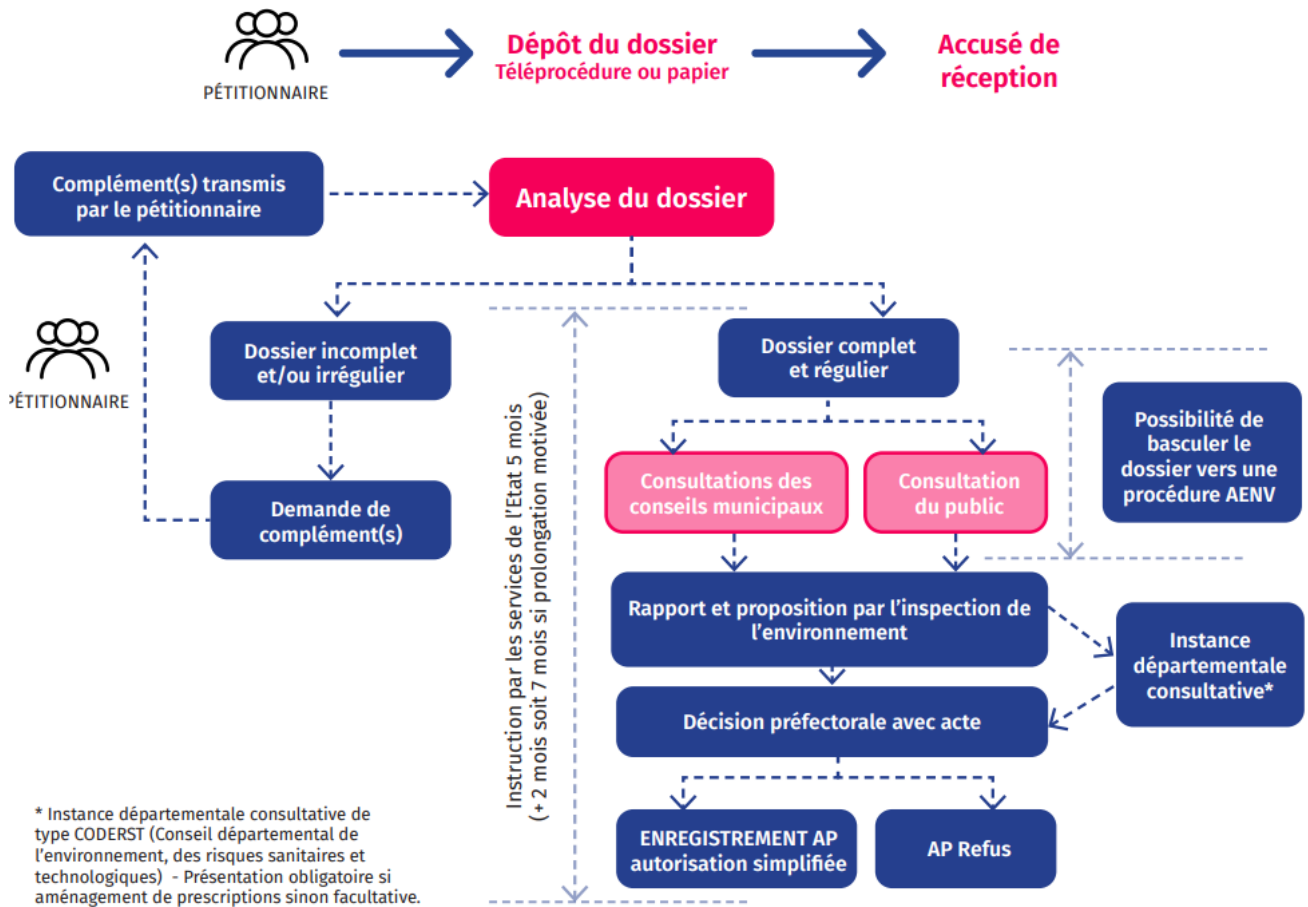 PÉTITIONNAIRE
Dépôt du dossier
Téléprocédure ou papier
Accusé de
réception
Complément(s) transmis
par le pétitionnaire
Analyse du dossier
PÉTITIONNAIRE
Dossier incomplet
et/ou irrégulier
Demande de
complément(s)
Instruction par les services de l'Etat 5 mois
(+ 2 mois soit 7 mois si prolongation motivée)
Dossier complet
et régulier
Consultations des
conseils municipaux
Consultation
du public
Possibilité de
basculer le
dossier vers une
procédure AENV
Rapport et proposition par l'inspection de
l'environnement
Instance
départementale
consultative*
Décision préfectorale avec acte
ENREGISTREMENT AP
autorisation simplifiée
AP Refus
* Instance départementale consultative de
type CODERST (Conseil départemental de
l'environnement, des risques sanitaires et
technologiques) - Présentation obligatoire si
aménagement de prescriptions sinon facultative.